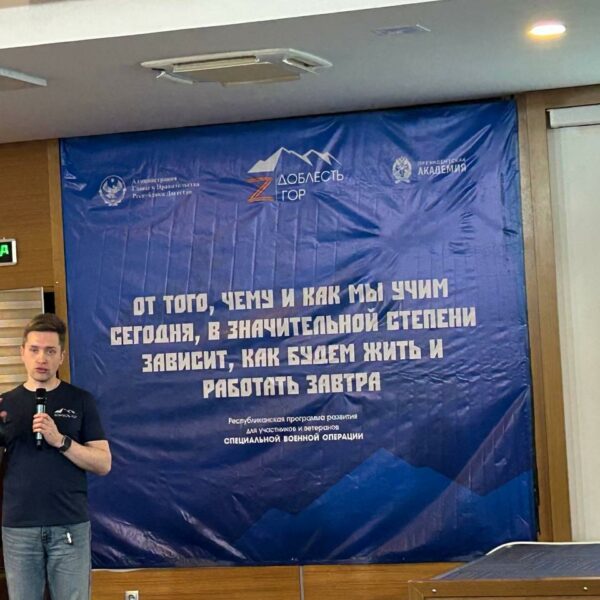 Администрация
Главы и Правительства
Республики Дагестан
Z ДОБЛЕСТЬ
ГОР
ПРЕЗИДЕНТСКАЯ
АКАДЕМИЯ
ОТ ТОГО, ЧЕМУ И КАК МЫ УЧИМ
СЕГОДНЯ, В ЗНАЧИТЕЛЬНОЙ СТЕПЕНИ
ЗАВИСИТ, КАК БУДЕМ ЖИТЬ И
РАБОТАТЬ ЗАВТРА
Республиканская программа развития
для участников и ветеранов
СПЕЦИАЛЬНОЙ ВОЕННОЙ ОПЕРАЦИИ